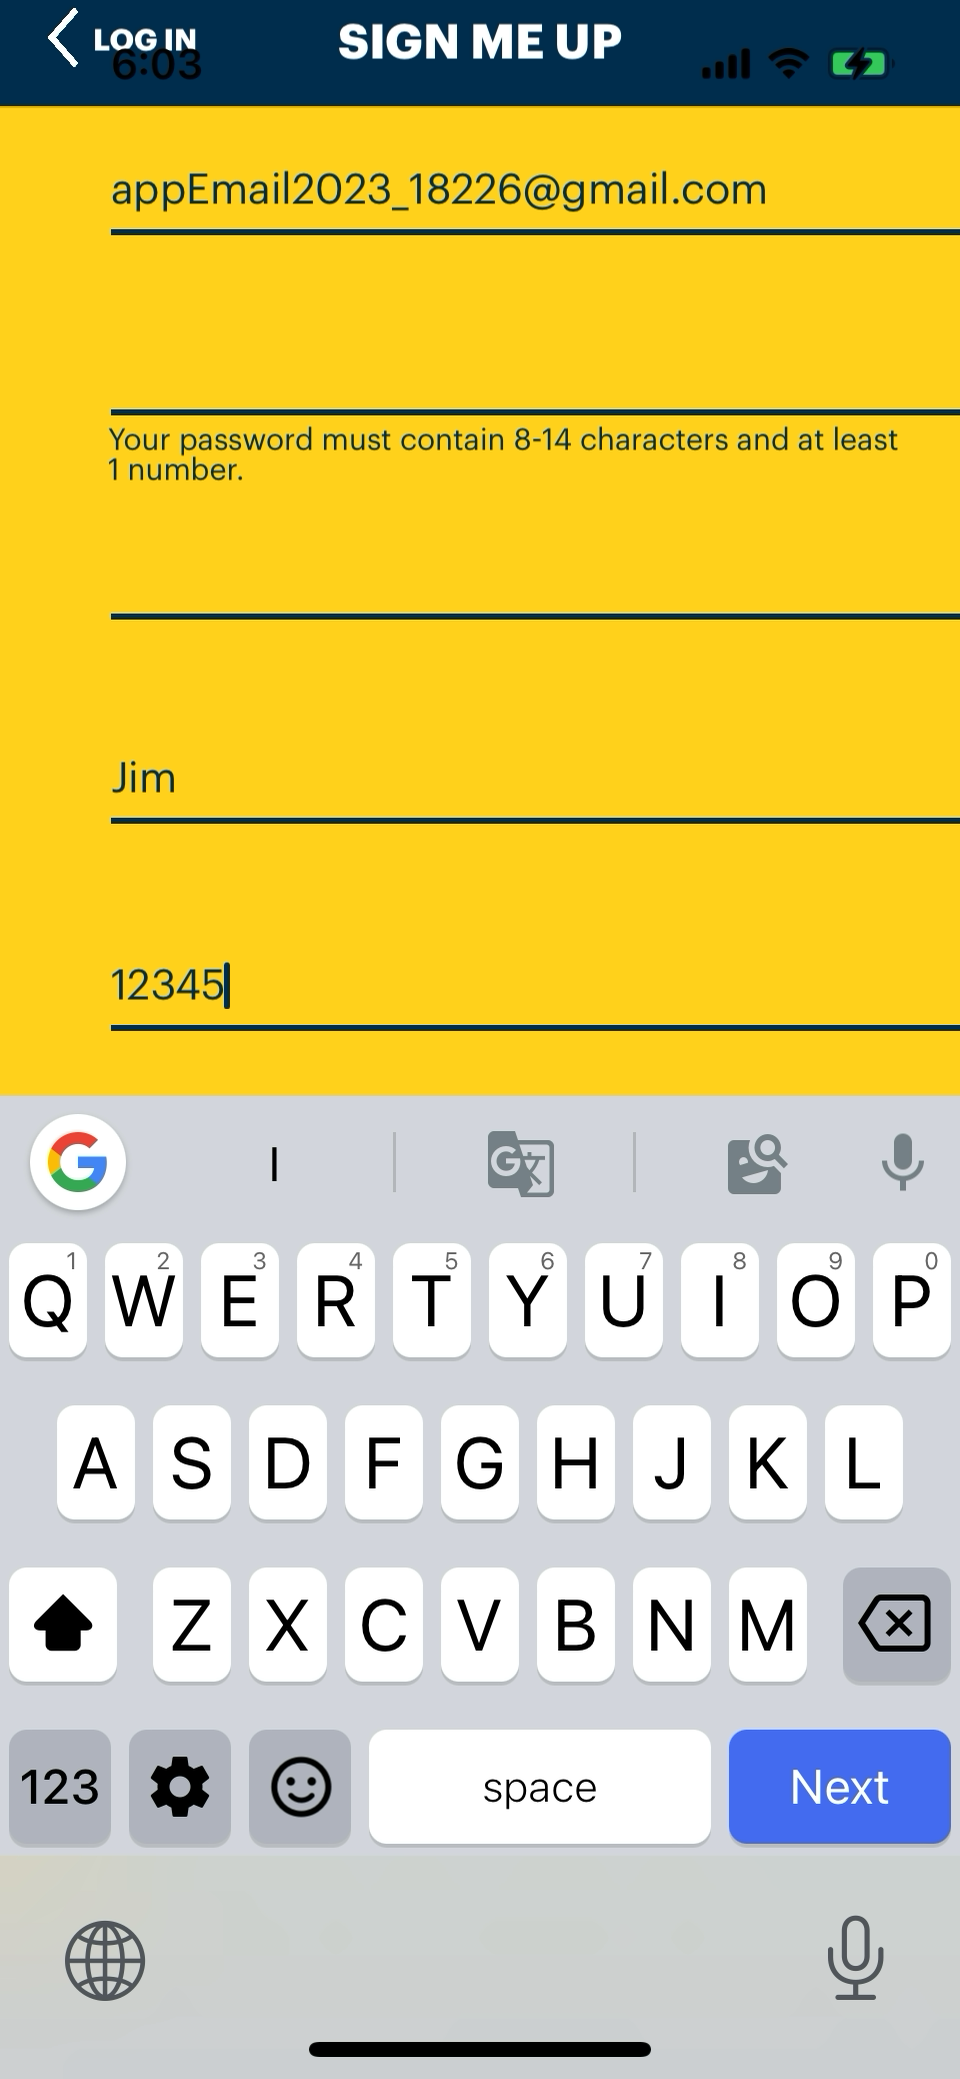 LOG IN
SIGN ME UP
6:03
appEmail2023_18226@gmail.com
Your password must contain 8-14 characters and at least
1 number.
Jim
12345
I
G
1 2 3 4 5 6 7 8 9 0
Q W E R T Y U I O P
A S D F G H J K L
Z X C V B N M
123 space Next